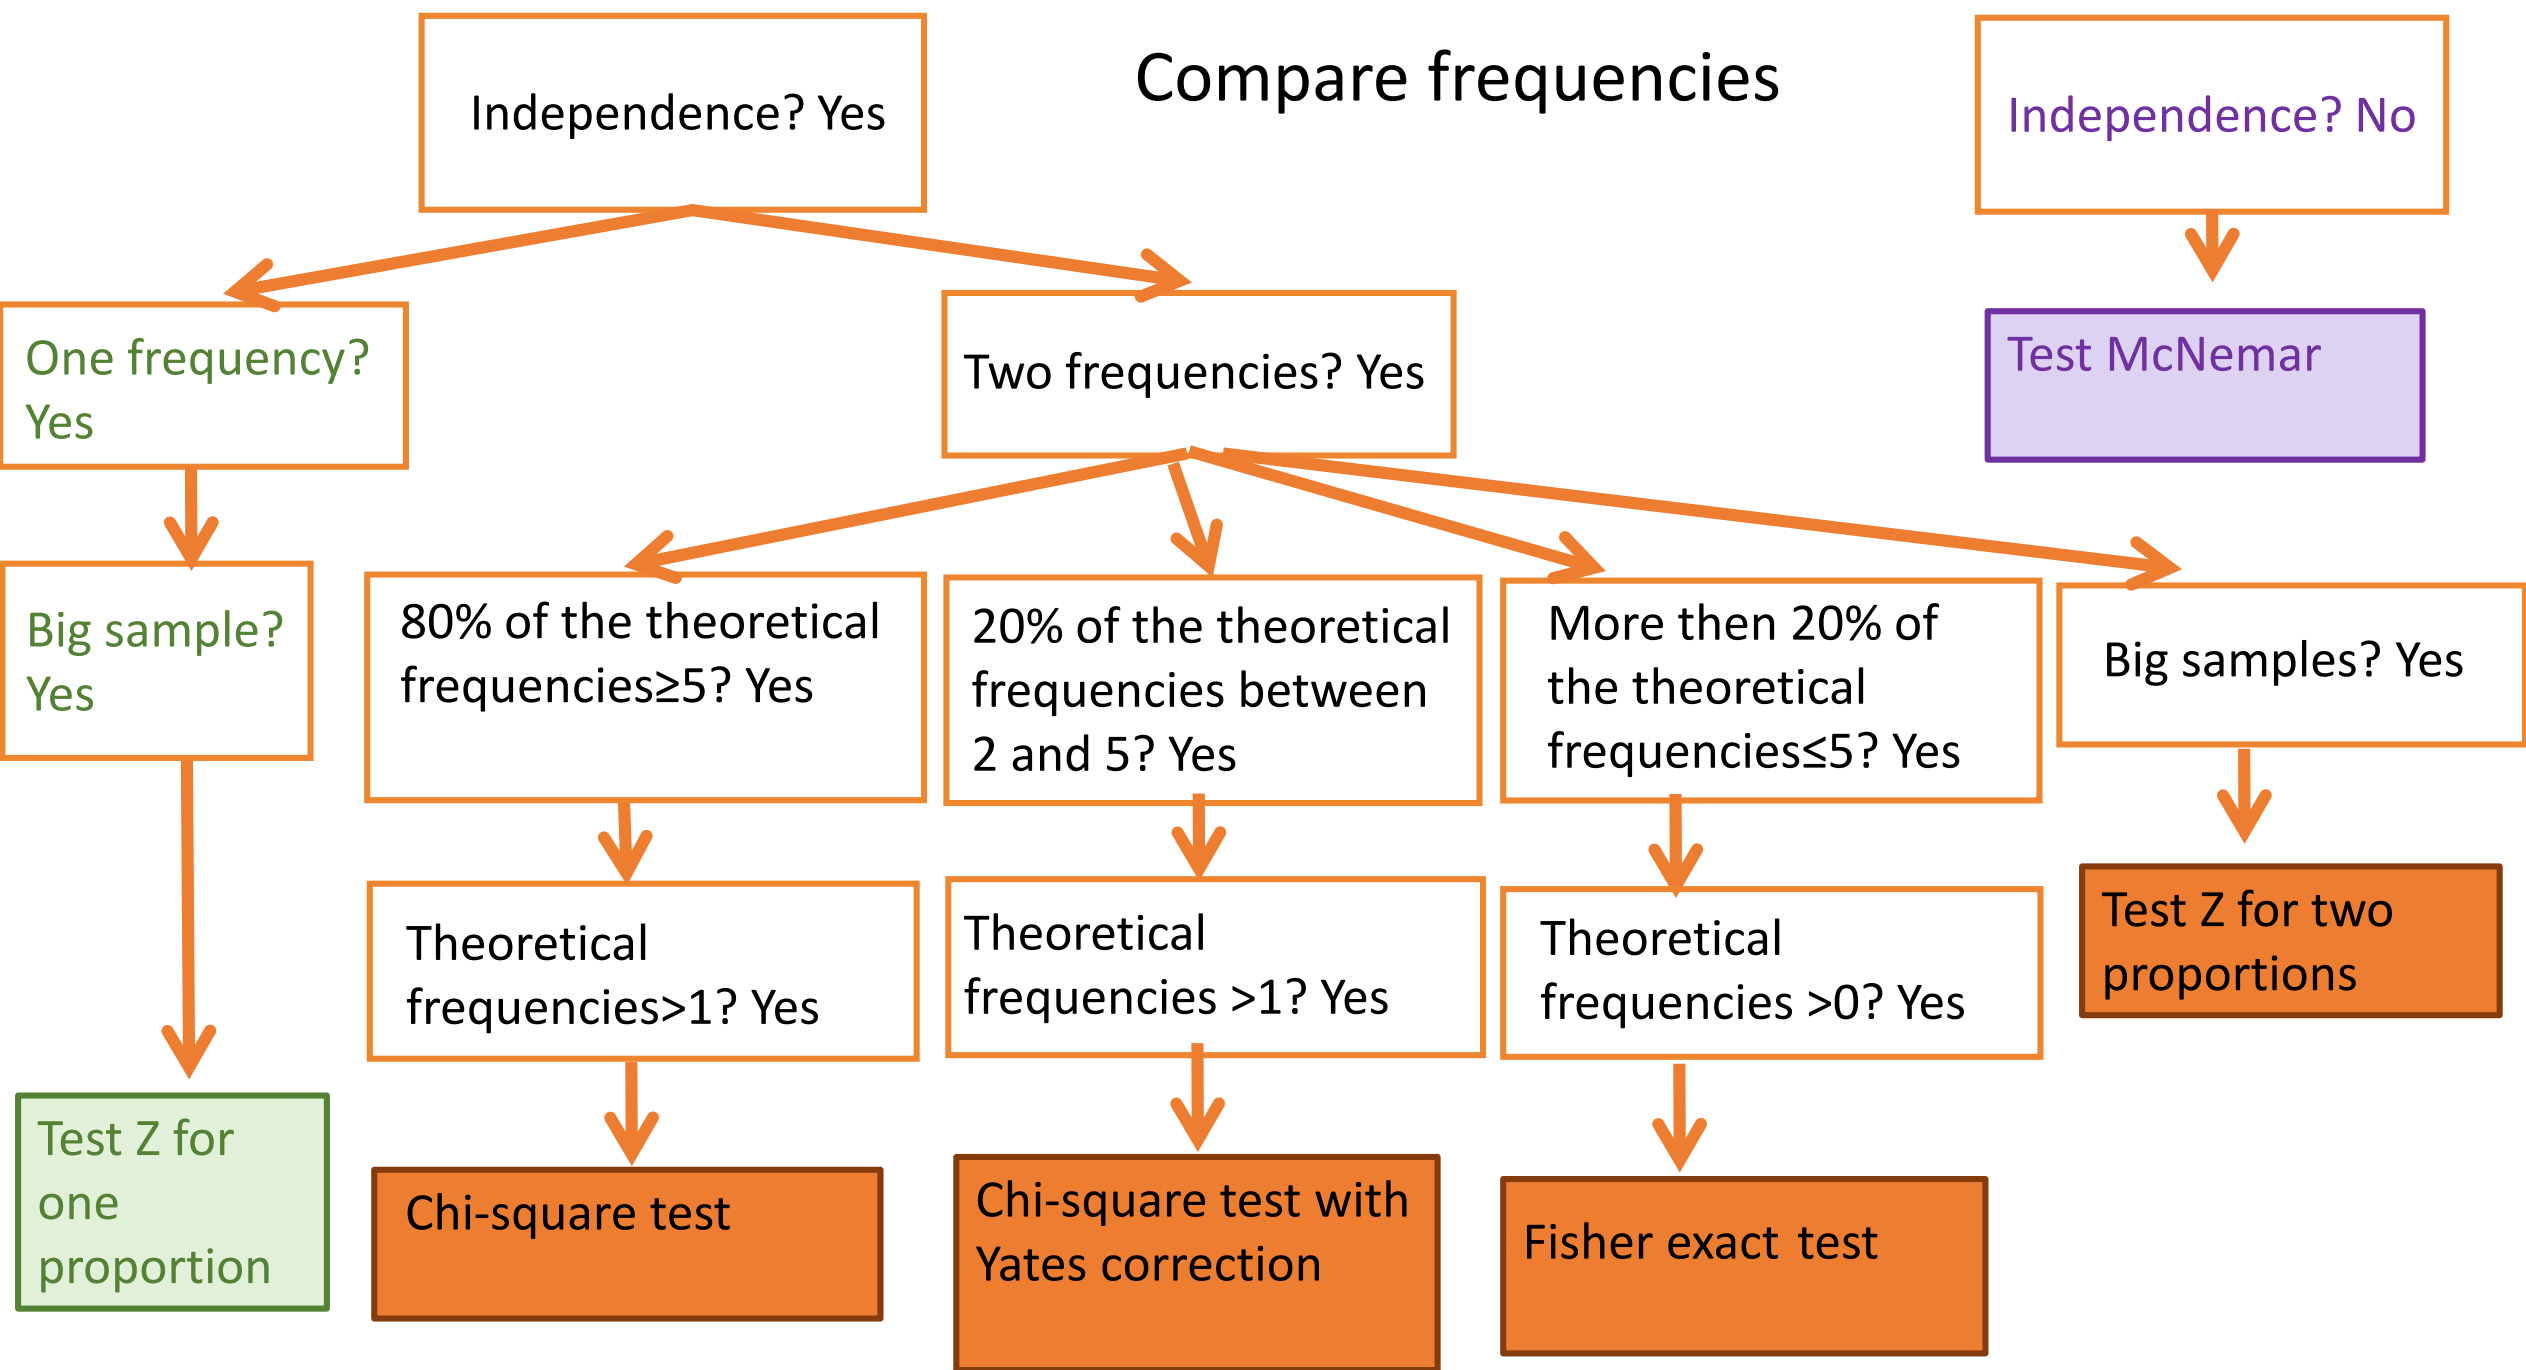 Compare frequencies
Independence? Yes
Independence? No
One frequency?
Yes
Two frequencies? Yes
Test McNemar
Big sample?
Yes
80% of the theoretical
frequencies≥5? Yes
20% of the theoretical
frequencies between
2 and 5? Yes
More then 20% of
the theoretical
frequencies≤5? Yes
Big samples? Yes
Theoretical
frequencies>1? Yes
Theoretical
frequencies >1? Yes
Theoretical
frequencies >0? Yes
Test Z for two
proportions
Test Z for
one
proportion
Chi-square test
Chi-square test with
Yates correction
Fisher exact test